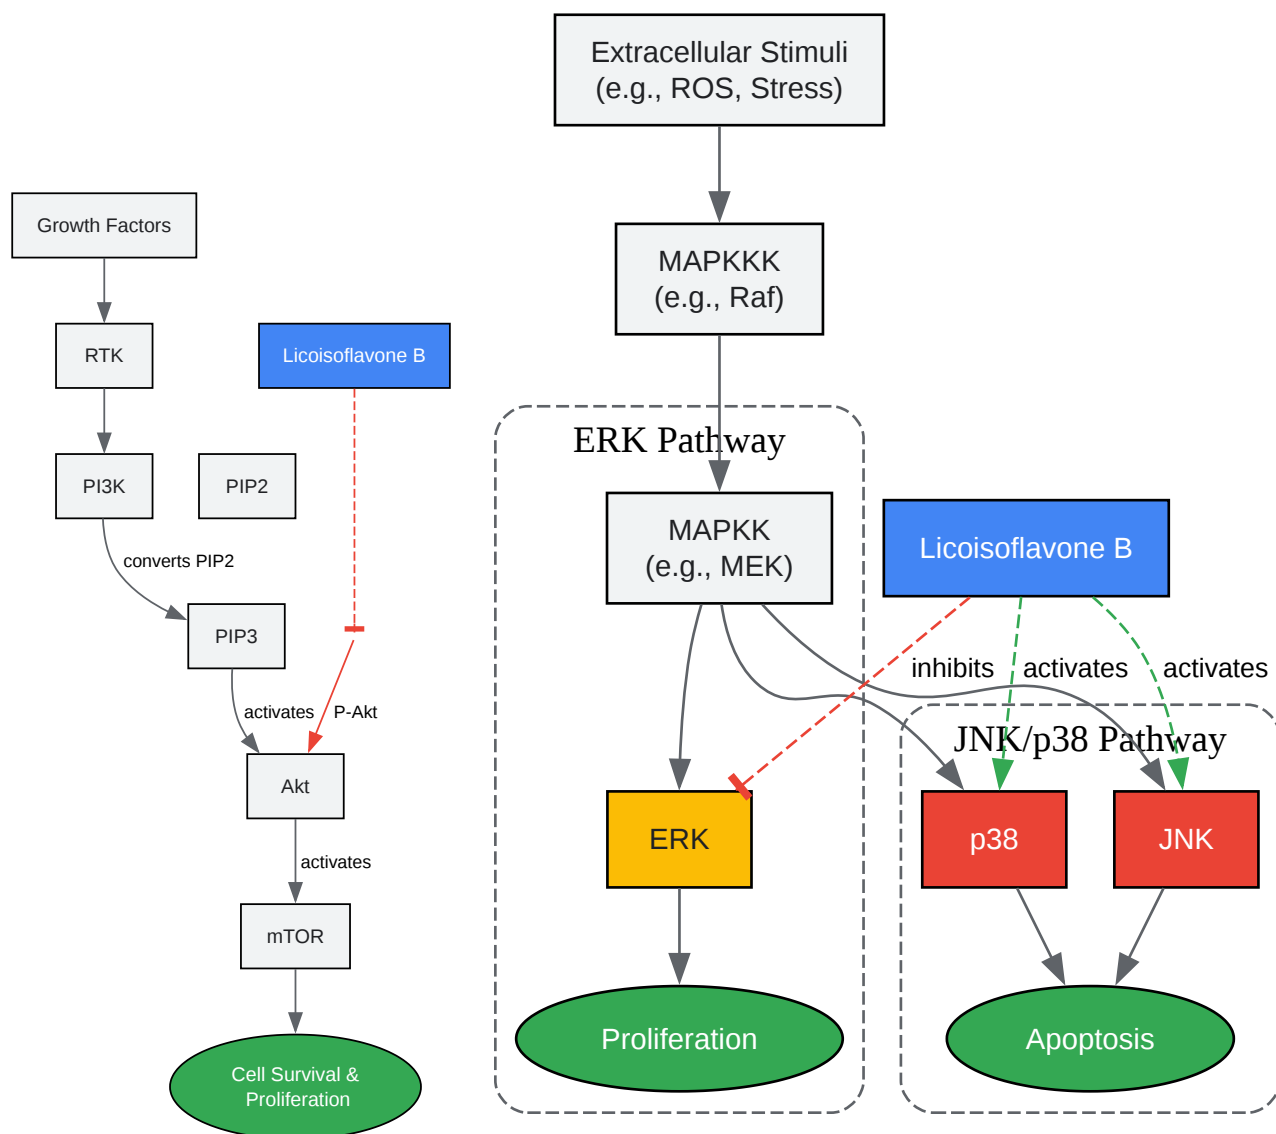 Growth Factors
RTK
Licoisoflavone B
PI3K
PIP2
converts PIP2
PIP3
activates
P-Akt
Akt
activates
mTOR
Cell Survival &
Proliferation
Extracellular Stimuli
(e.g., ROS, Stress)
MAPKKK
(e.g., Raf)
ERK Pathway
MAPKK
(e.g., MEK)
Licoisoflavone B
inhibits
activates
activates
JNK/p38 Pathway
ERK
p38
JNK
Proliferation
Apoptosis